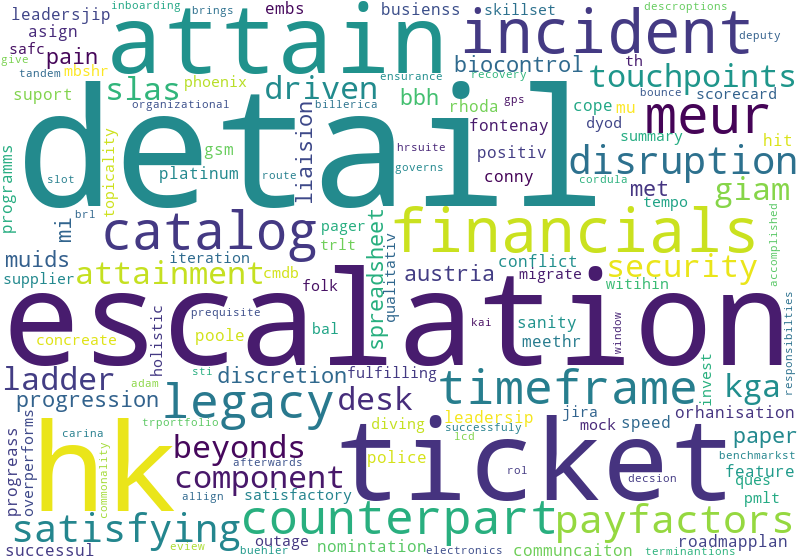 inboarding brings embs busienss skillset descroptions
leadersjip attain incident deputy
asign
safc pain biocontrol th
give tandem mbshr ensurance recovery touchpoints
suport slas phoenix driven bbh rhoda gps bounce scorecard
organizational billerica cope mu meur
detail
programms topicality gsm liaision hrsuite positiv fontenay dyod summary hit
slot platinum route governs conny disruption
cordula met giam
brl mi catalog pager trlt spreadsheet qualitativ financials tempo accomplished
muids iteration conflict security
supplier attainment cmdb folk austria migrate witihin
escalation
prequisite kai
concreate holistic poole bal sanity meethr window responsibilties
ladder adam sti discretion fulfilling timeframe invest kga
progression legacy desk leadersip jira orhanisation
trportfolio diving successfuly mock speed paper
progreass overperforms hk carina beyonds police lcd ticket benchmarkst
commonality afterwards component rol decsion feature
allign satisfactory ques
pmlt
satisfying counterpart payfactors
outage roadmapplan
successul eview buehler nomintation electronics communcaiton terminantions